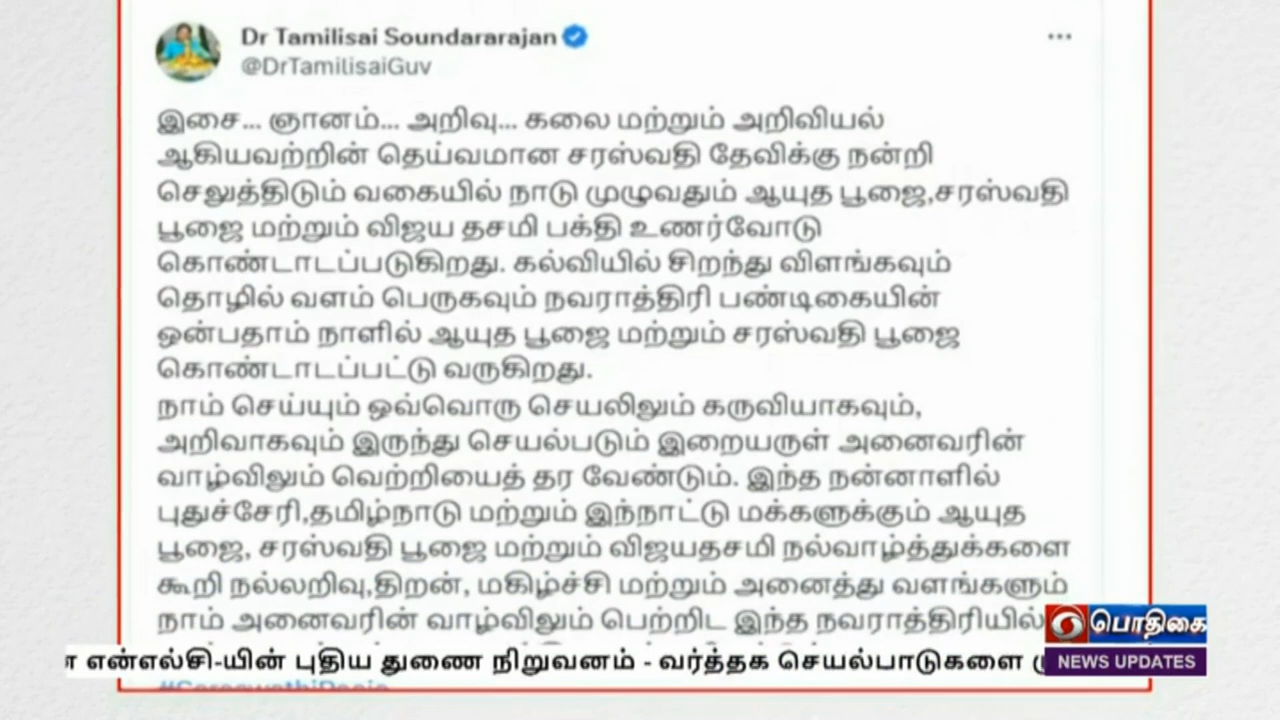 Dr Tamilisai Soundararajan
@DrTamilisaiGuv
இசை... ஞானம்... அறிவு... கலை மற்றும் அறிவியல்
ஆகியவற்றின் தெய்வமான சரஸ்வதி தேவிக்கு நன்றி
செலுத்திடும் வகையில் நாடு முழுவதும் ஆயுத பூஜை,சரஸ்வதி
பூஜை மற்றும் விஜய தசமி பக்தி உணர்வோடு
கொண்டாடப்படுகிறது. கல்வியில் சிறந்து விளங்கவும்
தொழில் வளம் பெருகவும் நவராத்திரி பண்டிகையின்
ஒன்பதாம் நாளில் ஆயுத பூஜை மற்றும் சரஸ்வதி பூஜை
கொண்டாடப்பட்டு வருகிறது.
நாம் செய்யும் ஒவ்வொரு செயலிலும் கருவியாகவும்,
அறிவாகவும் இருந்து செயல்படும் இறையருள் அனைவரின்
வாழ்விலும் வெற்றியைத் தர வேண்டும். இந்த நன்னாளில்
புதுச்சேரி,தமிழ்நாடு மற்றும் இந்நாட்டு மக்களுக்கும் ஆயுத
பூஜை, சரஸ்வதி பூஜை மற்றும் விஜயதசமி நல்வாழ்த்துக்களை
கூறி நல்லறிவு,திறன், மகிழ்ச்சி மற்றும் அனைத்து வளங்களும்
நாம் அனைவரின் வாழ்விலும் பெற்றிட இந்த நவராத்திரியில்
பொதிகை
என்எல்சி-யின் புதிய துணை நிறுவனம் - வர்த்தக செயல்பாடுகளை
NEWS UPDATES